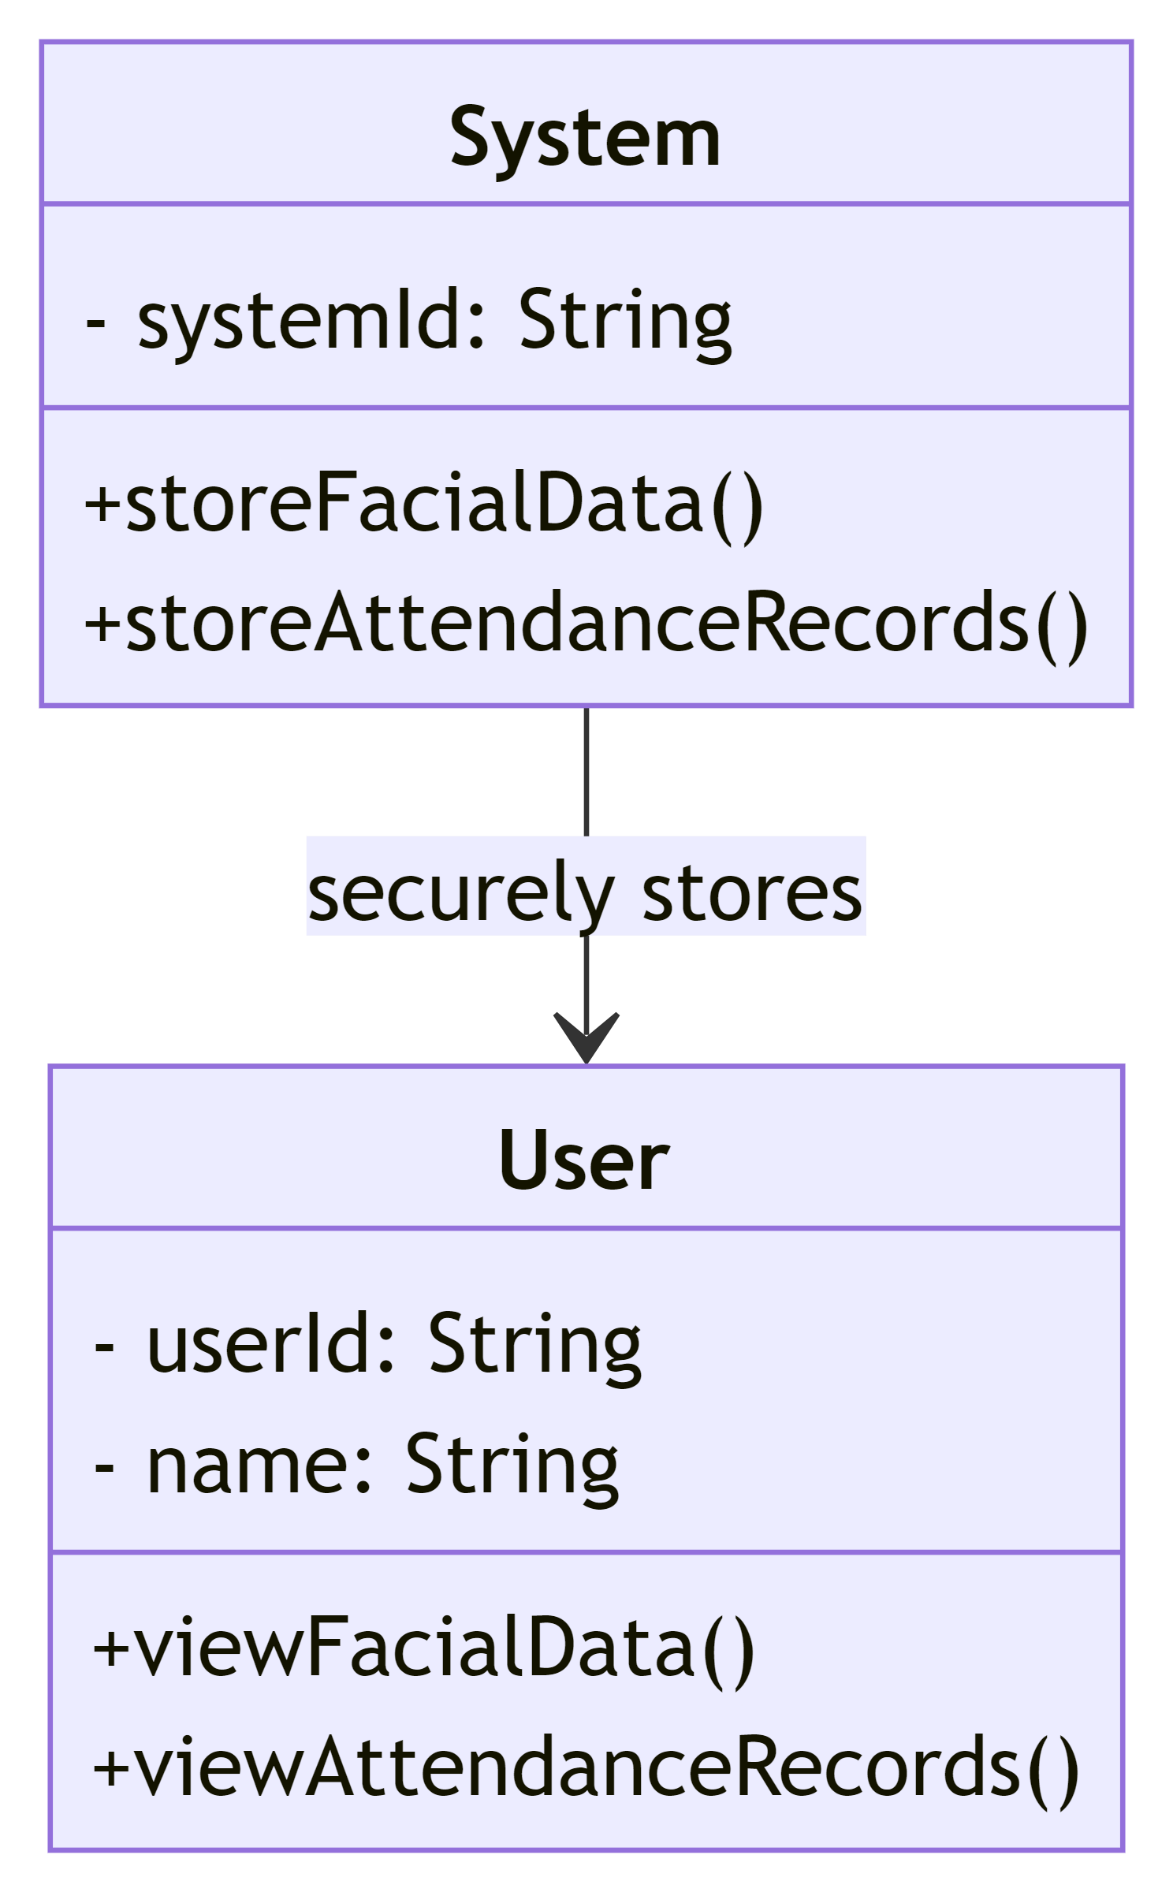 System
- systemId: String
+storeFacialData()
+storeAttendanceRecords()
securely stores
User
- userId: String
- name: String
+viewFacialData()
+viewAttendanceRecords()